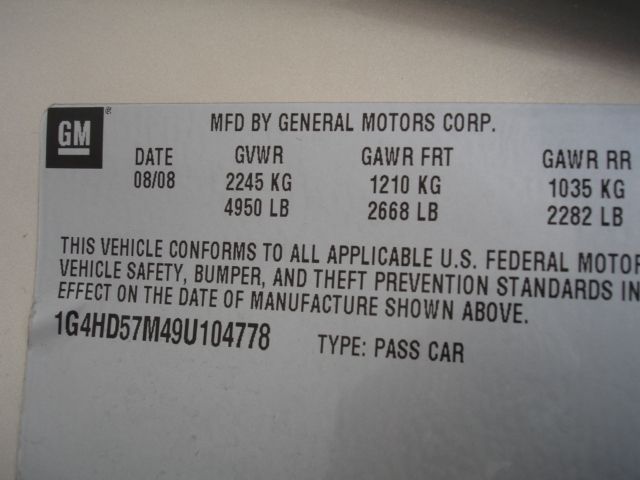 GM ®
MFD BY GENERAL MOTORS CORP.
DATE GVWR GAWR FRT GAWR RR
08/08 2245 KG 1210 KG 1035 KG
4950 LB 2668 LB 2282 LB
THIS VEHICLE CONFORMS TO ALL APPLICABLE U.S. FEDERAL MOTOR
VEHICLE SAFETY, BUMPER, AND THEFT PREVENTION STANDARDS IN
EFFECT ON THE DATE OF MANUFACTURE SHOWN ABOVE.
1G4HD57M49U104778 TYPE: PASS CAR